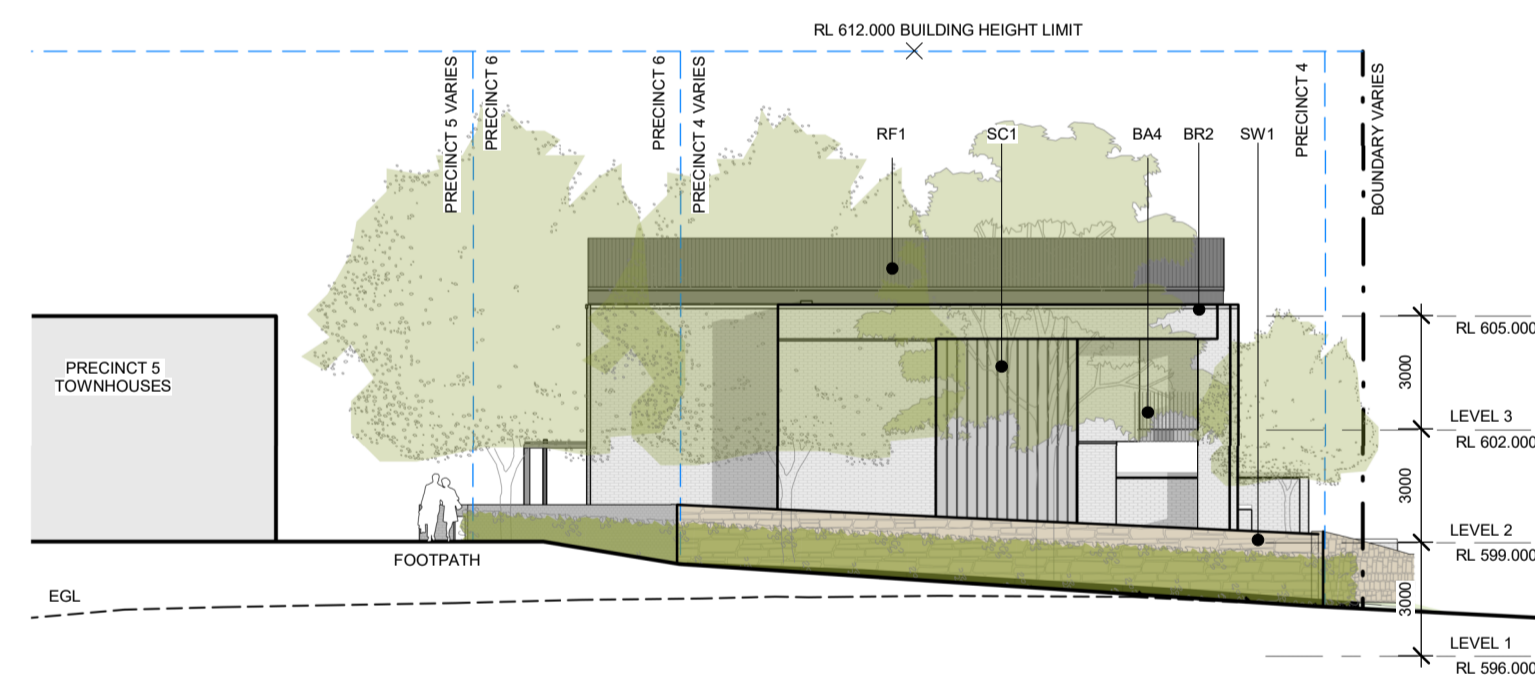 RL 612.000 BUILDING HEIGHT LIMIT
PRECINCT 5 VARIES
PRECINCT 6
PRECINCT 6
PRECINCT 4 VARIES
PRECINCT 4
BOUNDARY VARIES
RF1
SC1
BA4
BR2
SW1
RL 605.000
3000
PRECINCT 5
TOWNHOUSES
LEVEL 3
RL 602.000
3000
LEVEL 2
RL 599.000
FOOTPATH
EGL
3000
LEVEL 1
RL 596.000